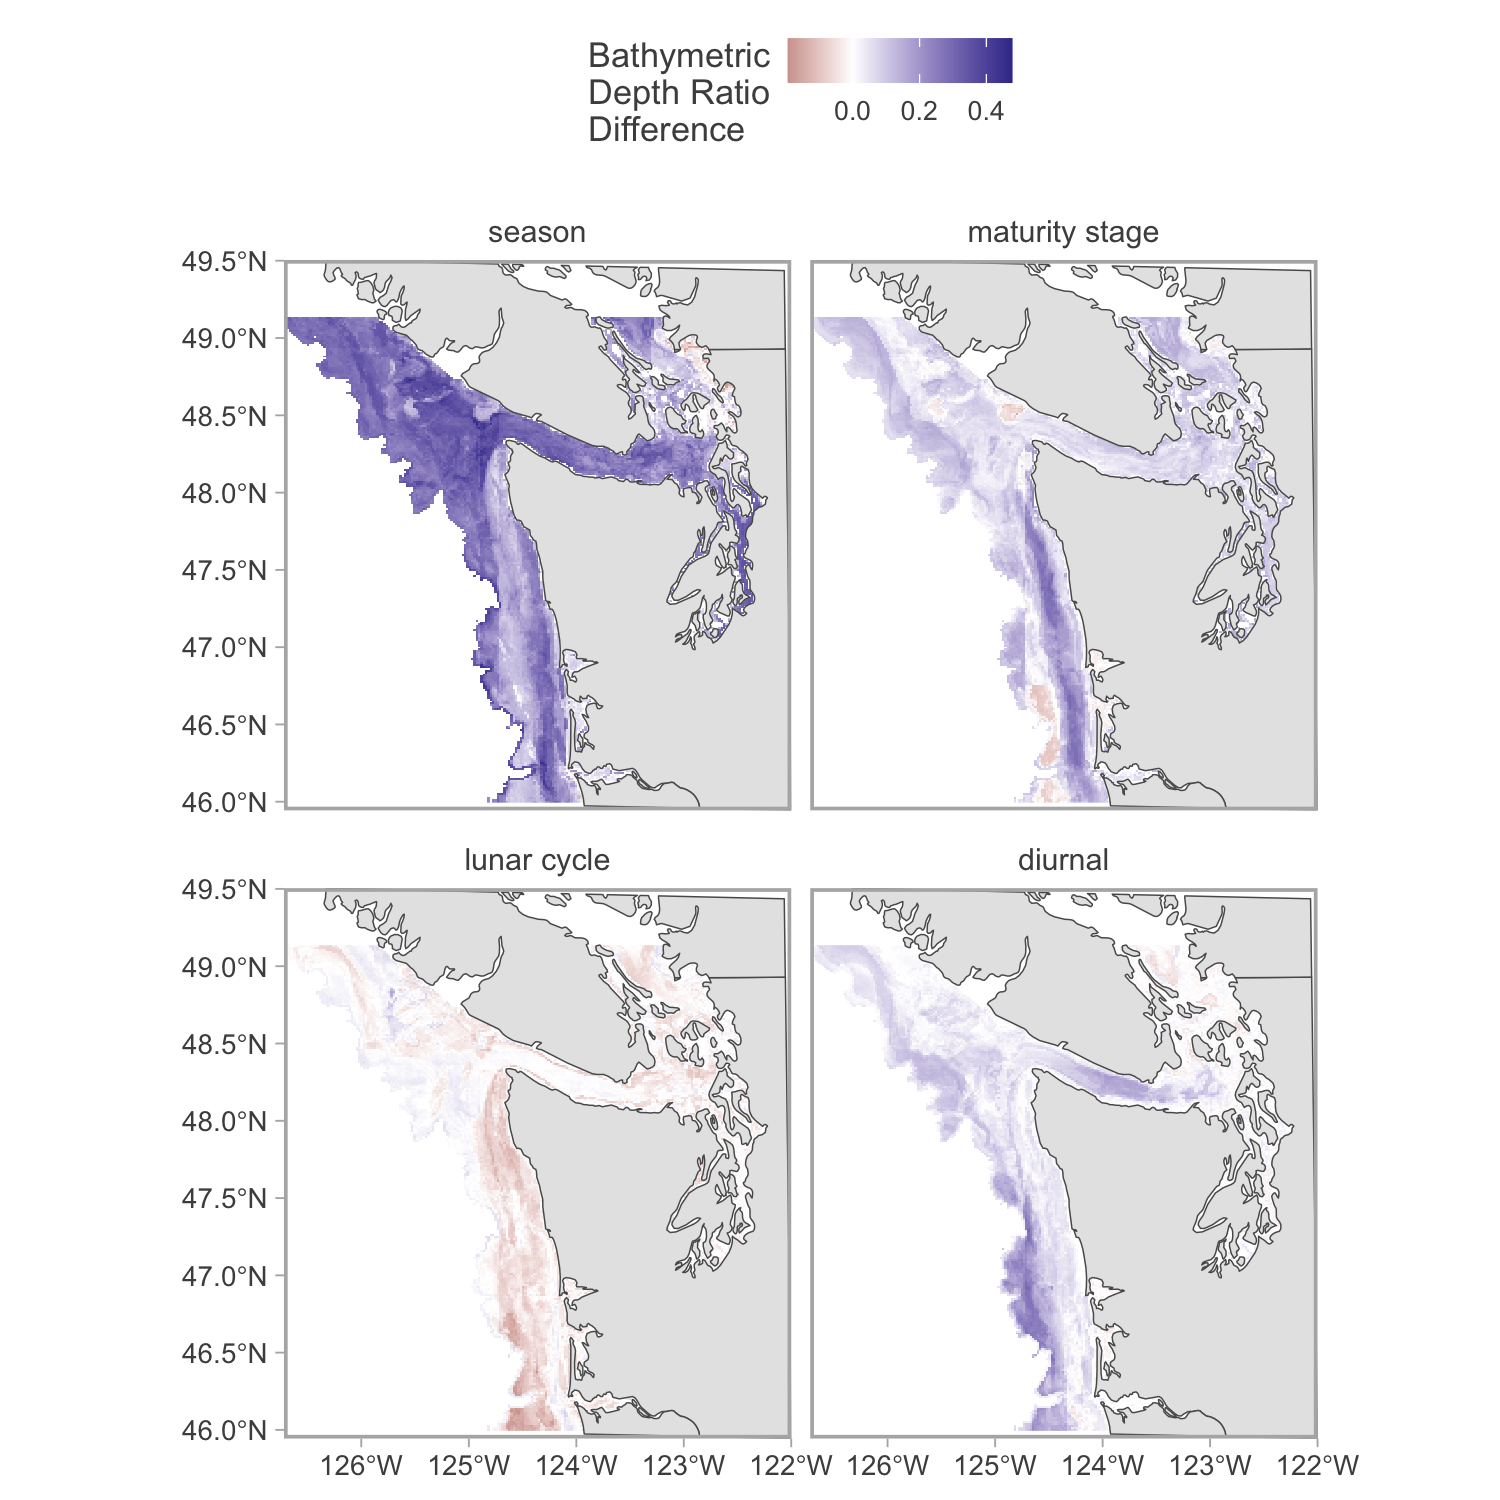 Bathymetric
Depth Ratio
Difference
0.0 0.2 0.4
season maturity stage
49.5°N
49.0°N
48.5°N
48.0°N
47.5°N
47.0°N
46.5°N
46.0°N
lunar cycle diurnal
49.5°N
49.0°N
48.5°N
48.0°N
47.5°N
47.0°N
46.5°N
46.0°N
126°W 125°W 124°W 123°W 122°W 126°W 125°W 124°W 123°W 122°W